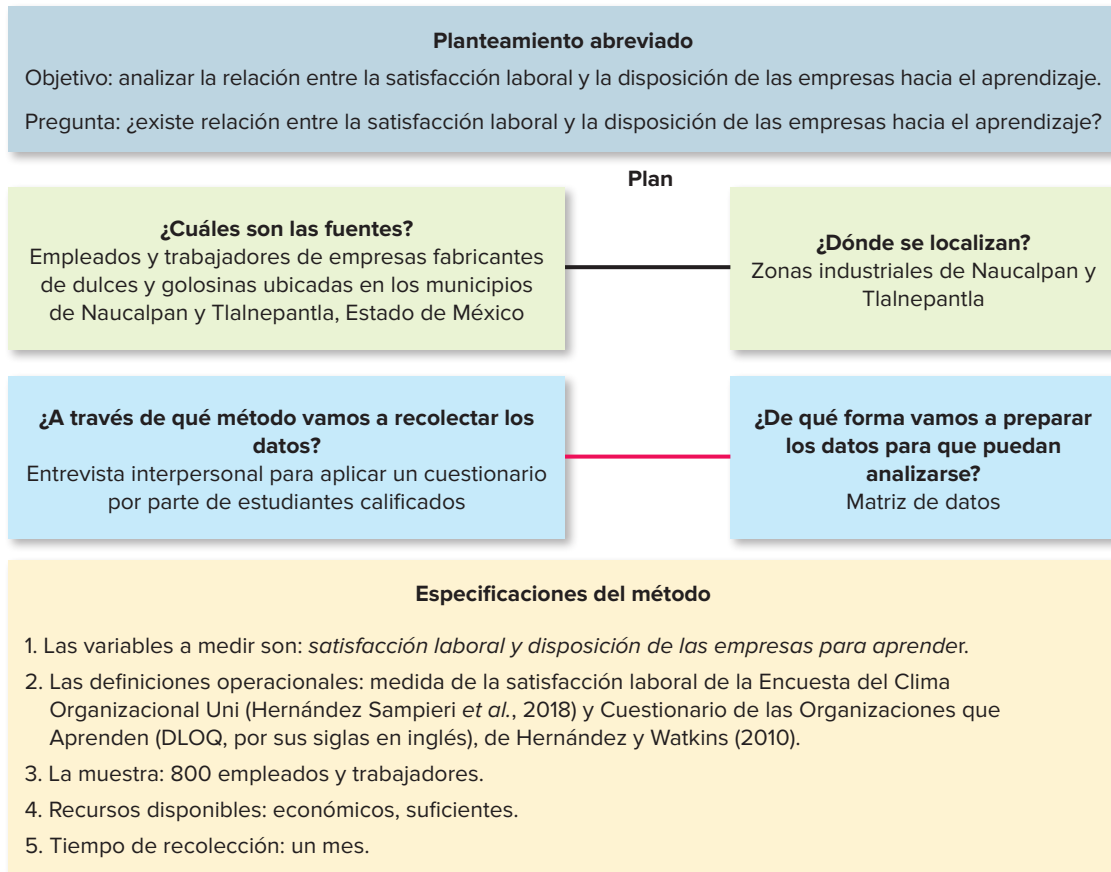 Planteamiento abreviado
Objetivo: analizar la relación entre la satisfacción laboral y la disposición de las empresas hacia el aprendizaje.
Pregunta: ¿existe relación entre la satisfacción laboral y la disposición de las empresas hacia el aprendizaje?
Plan
¿Cuáles son las fuentes?
Empleados y trabajadores de empresas fabricantes
de dulces y golosinas ubicadas en los municipios
de Naucalpan y Tlalnepantla, Estado de México
¿Dónde se localizan?
Zonas industriales de Naucalpan y
Tlalnepantla
¿A través de qué método vamos a recolectar los
datos?
Entrevista interpersonal para aplicar un cuestionario
por parte de estudiantes calificados
¿De qué forma vamos a preparar
los datos para que puedan
analizarse?
Matriz de datos
Especificaciones del método
1. Las variables a medir son: satisfacción laboral y disposición de las empresas para aprender.
2. Las definiciones operacionales: medida de la satisfacción laboral de la Encuesta del Clima
Organizacional Uni (Hernández Sampieri et al., 2018) y Cuestionario de las Organizaciones que
Aprenden (DLOQ, por sus siglas en inglés), de Hernández y Watkins (2010).
3. La muestra: 800 empleados y trabajadores.
4. Recursos disponibles: económicos, suficientes.
5. Tiempo de recolección: un mes.